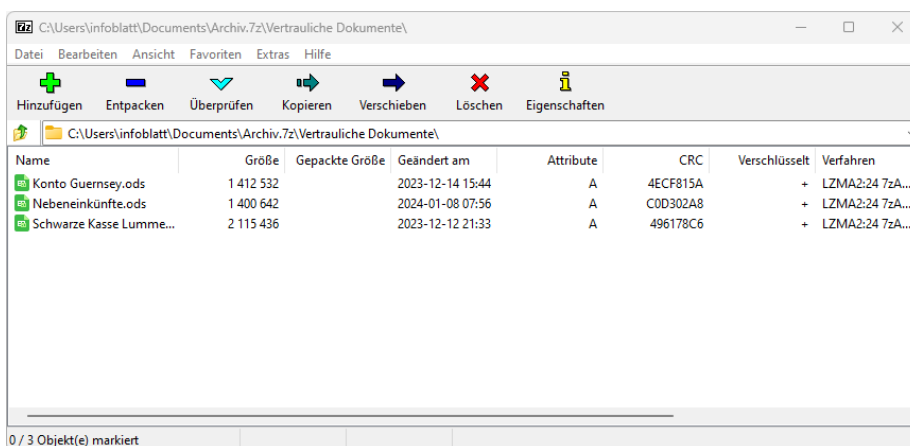 C:\Users\infoblatt\Documents\Archiv.7z\Vertrauliche Dokumente\
Datei Bearbeiten Ansicht Favoriten Extras Hilfe
Hinzufügen Entpacken Überprüfen Kopieren Verschieben Löschen Eigenschaften
C:\Users\infoblatt\Documents\Archiv.7z\Vertrauliche Dokumente\
Name Größe Gepackte Größe Geändert am Attribute CRC Verschlüsselt Verfahren
Konto Guernsey.ods 1 412 532 2023-12-14 15:44 A 4ECF815A + LZMA2:24 7zA...
Nebeneinkünfte.ods 1 400 642 2024-01-08 07:56 A C0D302A8 + LZMA2:24 7zA...
Schwarze Kasse Lumme... 2 115 436 2023-12-12 21:33 A 496178C6 + LZMA2:24 7zA...
0 / 3 Objekt(e) markiert